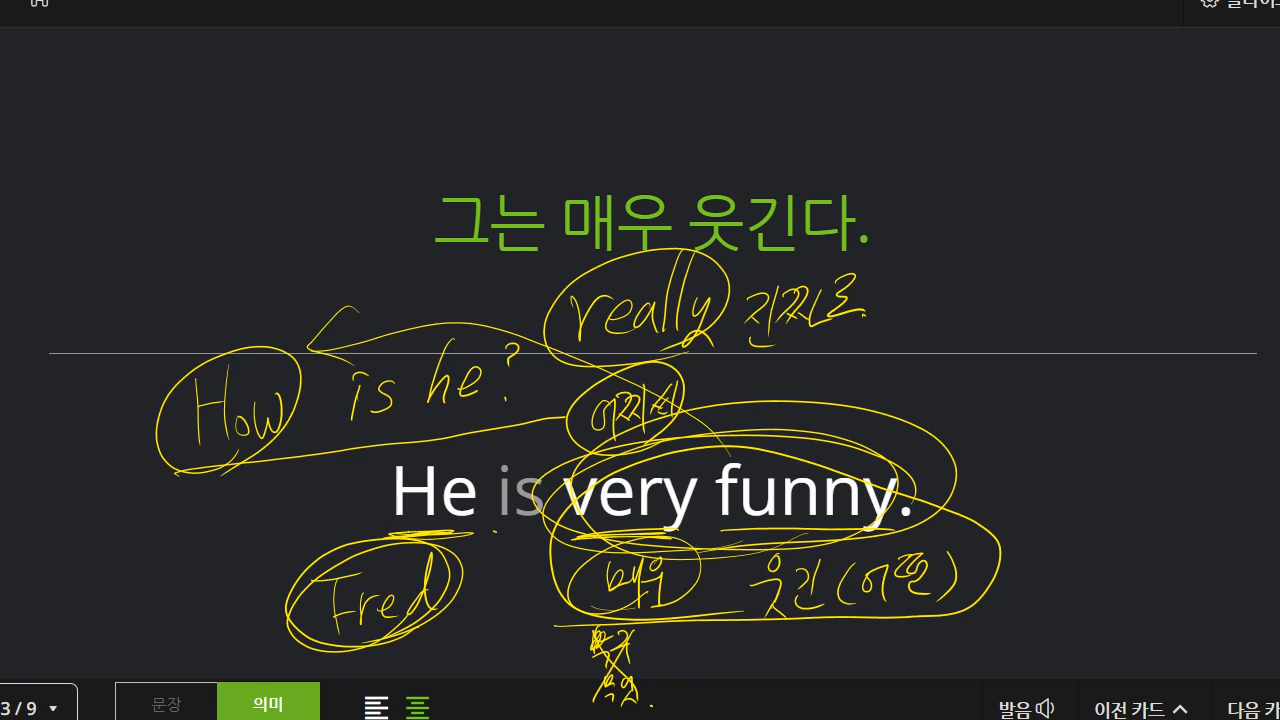 그는 매우 웃긴다.
really 진짜로
How is he?
어찌
He is very funny.
Fred 매우 웃긴 (어쩐)
3 / 9 문장 의미 발음 이전 카드 다음 카